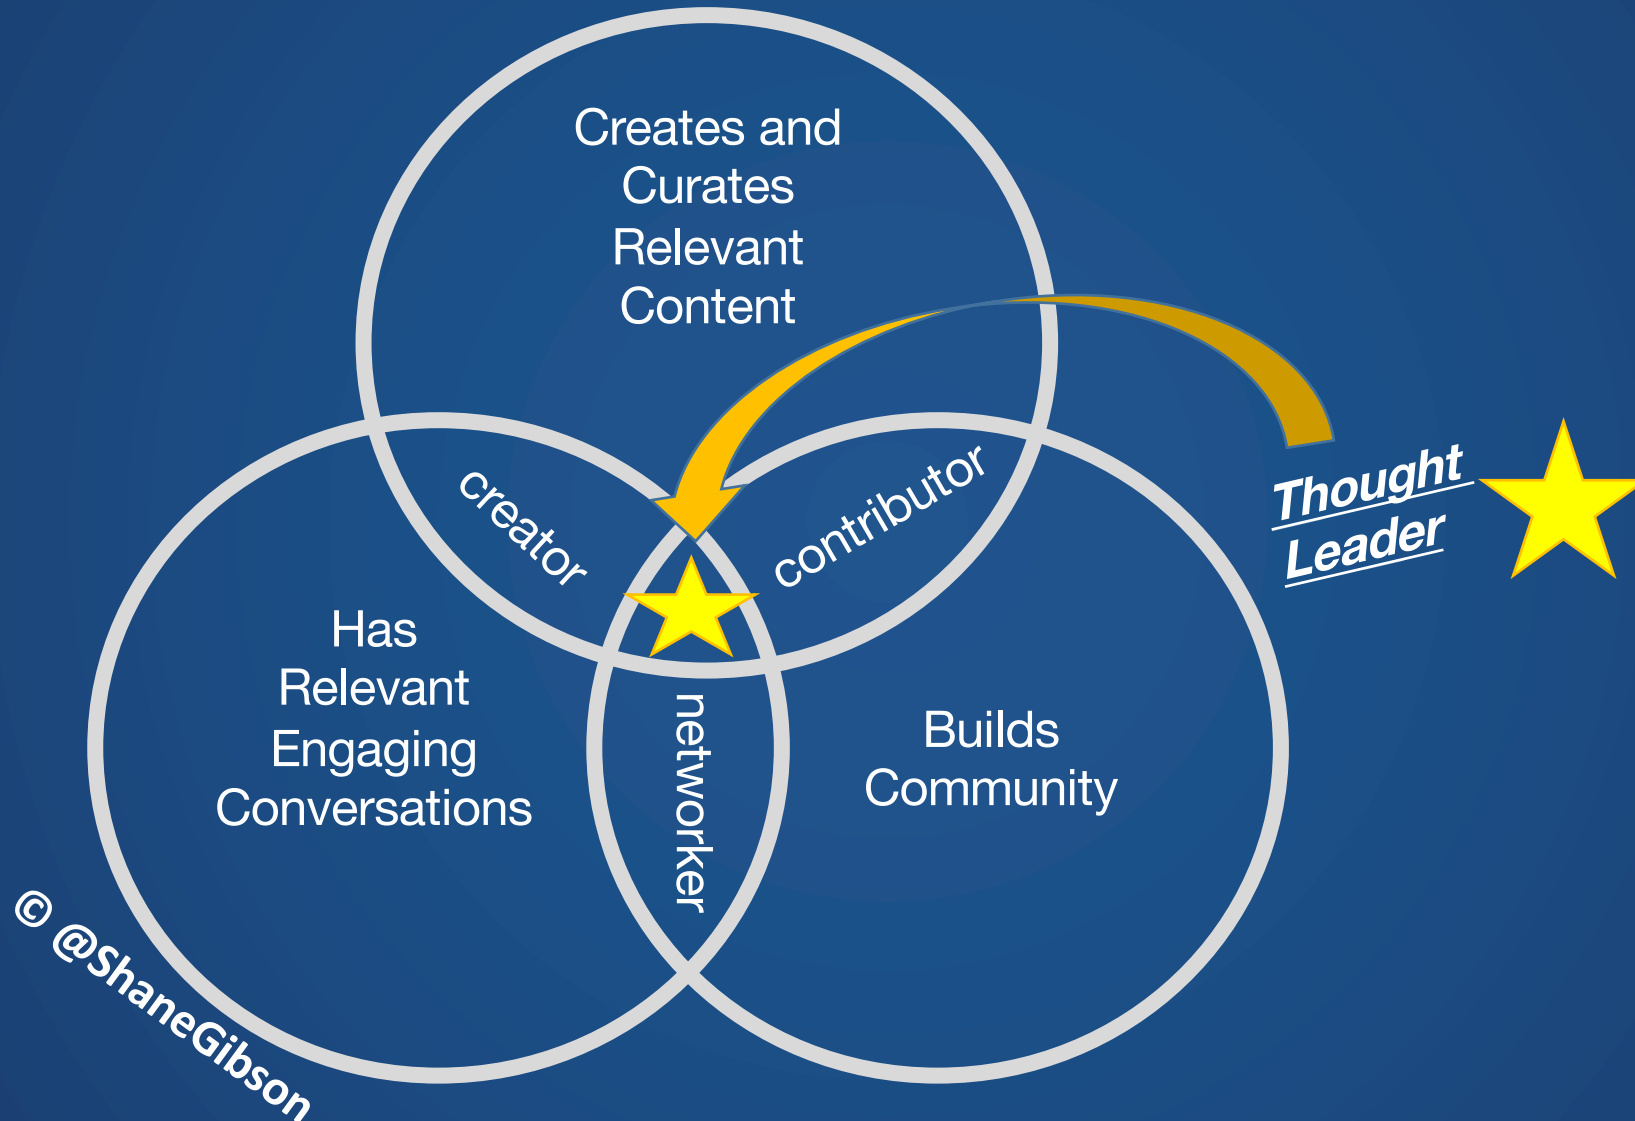 Creates and
Curates
Relevant
Content
creator
contributor
Thought
Leader
Has
Relevant
Engaging
Conversations
networker
Builds
Community
© @ShaneGibson